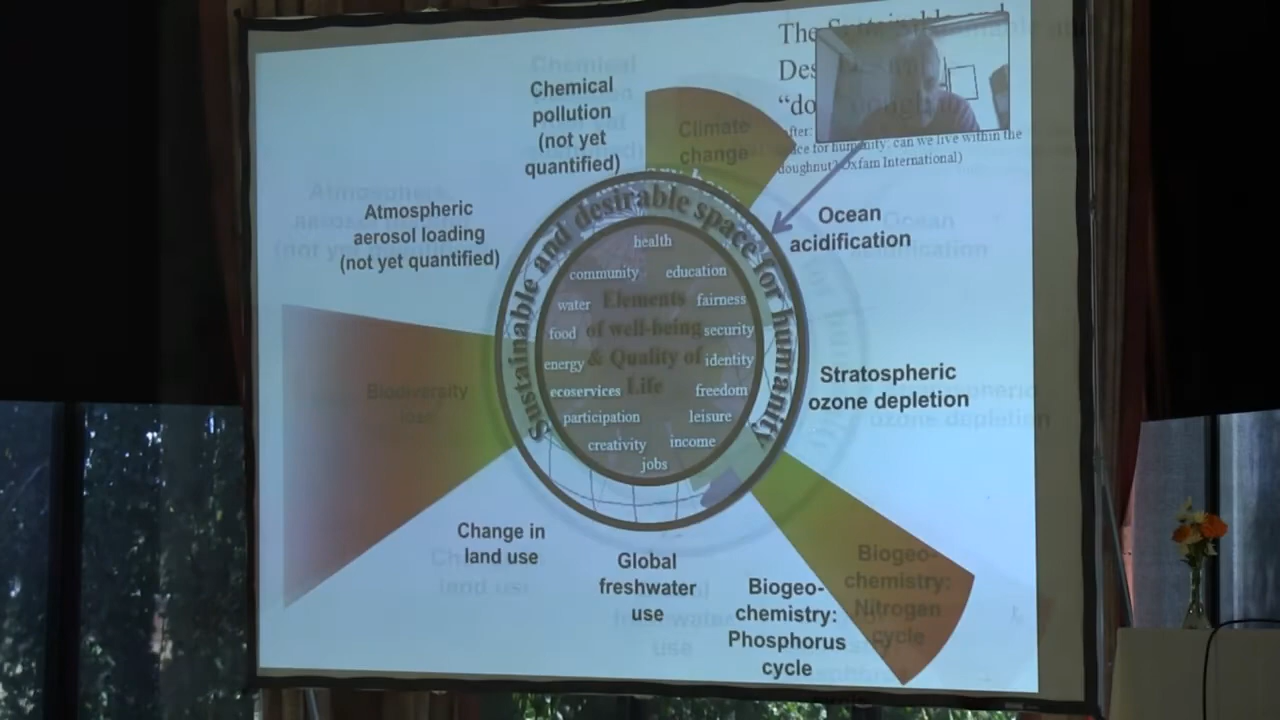 The
Des
“do
after:
space for humanity: can we live within the
doughnut? Oxfam International)
Chemical
pollution
(not yet
quantified)
Climate
change
Atmospheric
aerosol loading
(not yet quantified)
Ocean
acidification
Sustainable and desirable space for humanity
health
community education
water fairness
food security
energy identity
ecoservices freedom
participation leisure
creativity income
jobs
Elements
of well-being
& Quality of
Life
Biodiversity
loss
Stratospheric
ozone depletion
Change in
land use
Global
freshwater
use
Biogeo-
chemistry:
Phosphorus
cycle
Biogeo-
chemistry:
Nitrogen
cycle